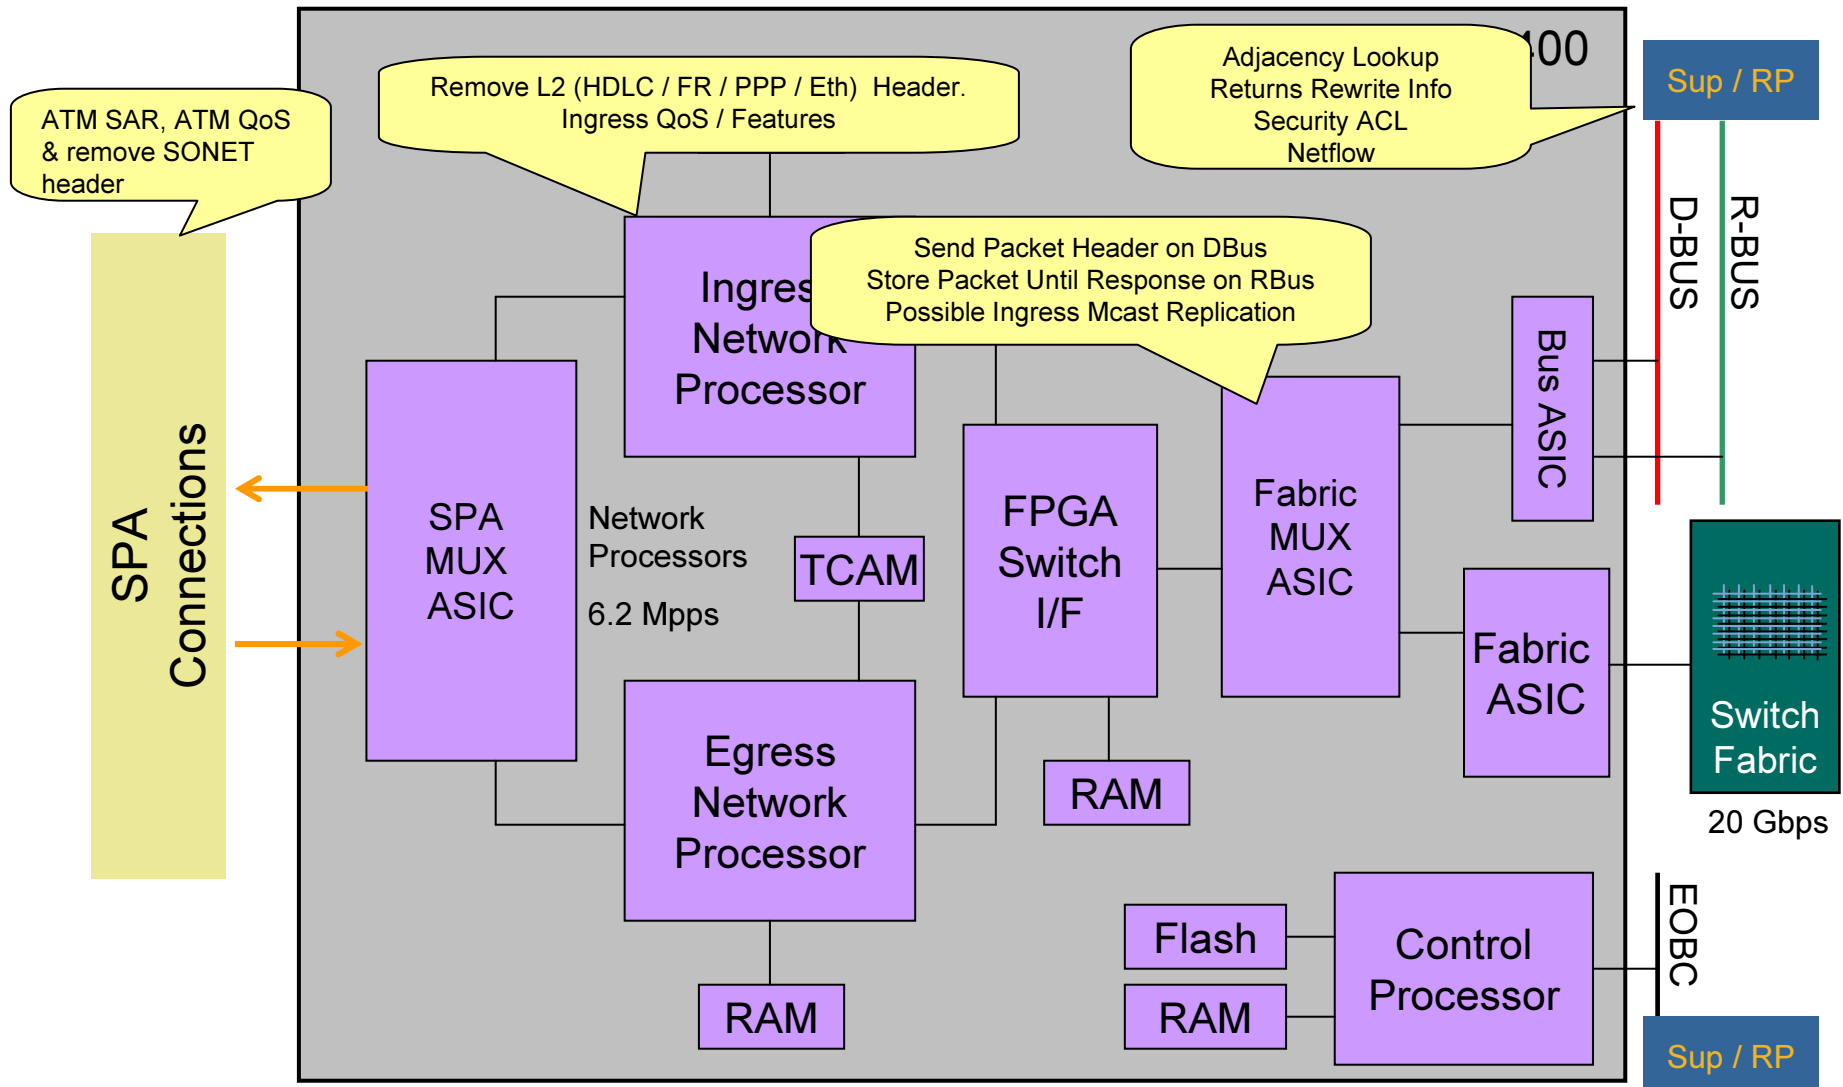 400
Adjacency Lookup
Returns Rewrite Info
Security ACL
Netflow
Sup / RP
Remove L2 (HDLC / FR / PPP / Eth) Header.
Ingress QoS / Features
ATM SAR, ATM QoS
& remove SONET
header
D-BUS
R-BUS
Send Packet Header on DBus
Store Packet Until Response on RBus
Possible Ingress Mcast Replication
Ingress
Network
Processor
Bus ASIC
SPA
Connections
SPA
MUX
ASIC
Network
Processors
6.2 Mpps
TCAM
FPGA
Switch
I/F
Fabric
MUX
ASIC
Fabric
ASIC
Switch
Fabric
20 Gbps
Egress
Network
Processor
RAM
RAM
Flash
RAM
Control
Processor
EOBC
Sup / RP